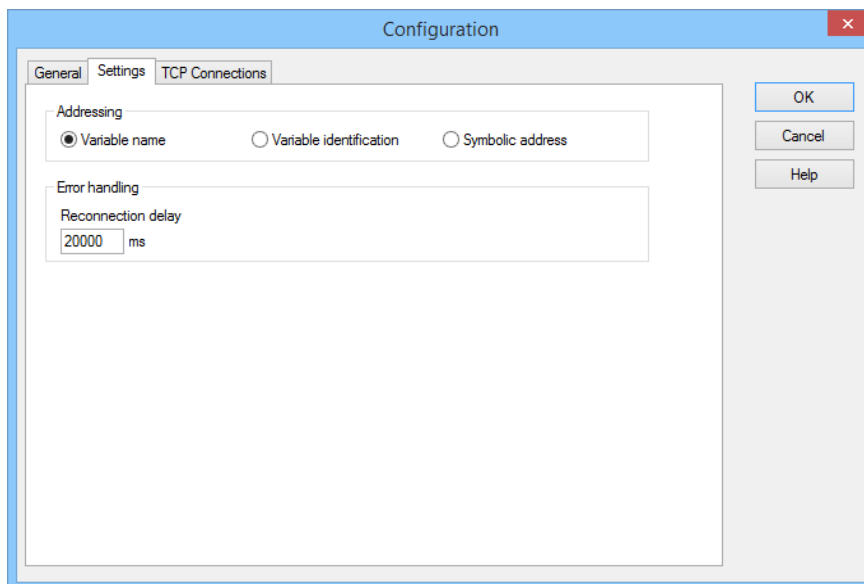 Configuration
General Settings TCP Connections
OK
Addressing
Variable name Variable identification Symbolic address
Cancel
Help
Error handling
Reconnection delay
20000 ms